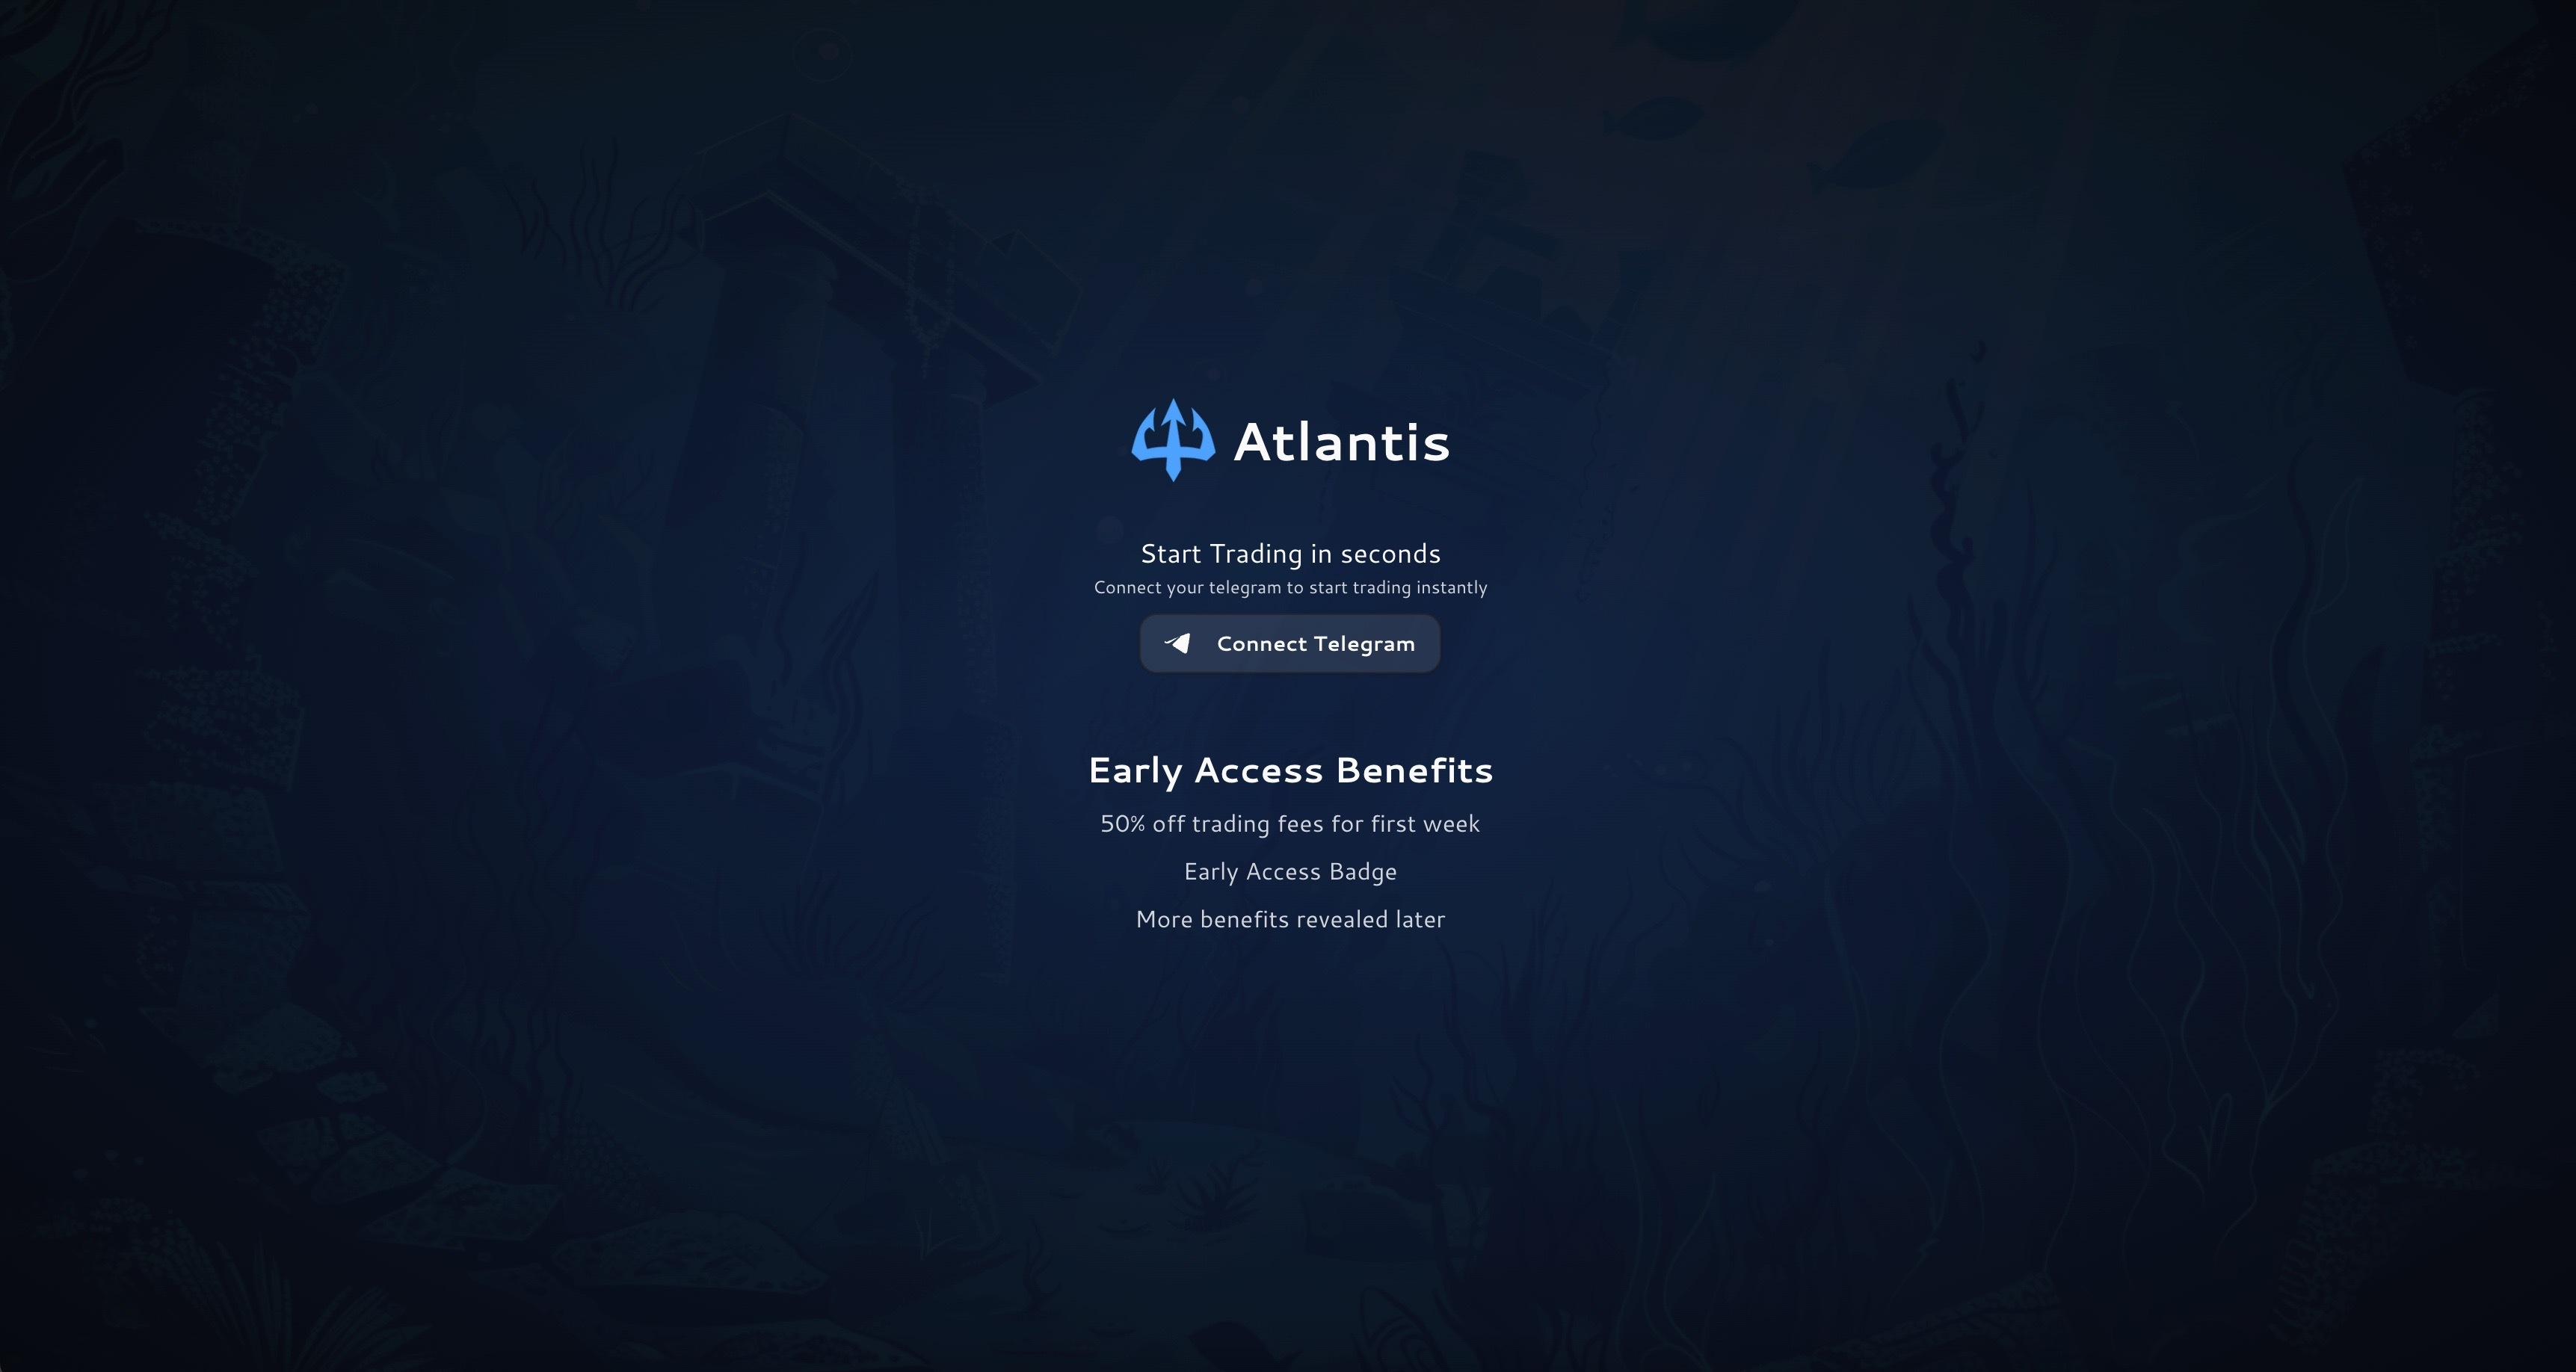 Atlantis
Start Trading in seconds
Connect your telegram to start trading instantly
Connect Telegram
Early Access Benefits
50% off trading fees for first week
Early Access Badge
More benefits revealed later